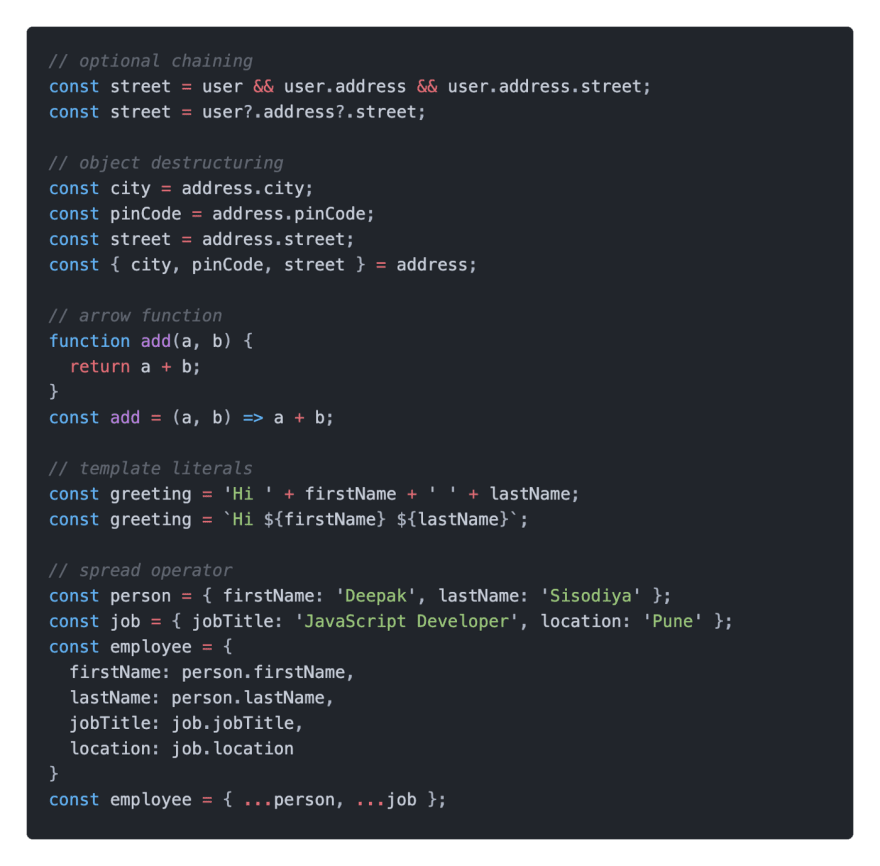 // optional chaining
const street = user && user.address && user.address.street;
const street = user?.address?.street;

// object destructuring
const city = address.city;
const pinCode = address.pinCode;
const street = address.street;
const { city, pinCode, street } = address;

// arrow function
function add(a, b) {
  return a + b;
}
const add = (a, b) => a + b;

// template literals
const greeting = 'Hi ' + firstName + ' ' + lastName;
const greeting = `Hi ${firstName} ${lastName}`;

// spread operator
const person = { firstName: 'Deepak', lastName: 'Sisodiya' };
const job = { jobTitle: 'JavaScript Developer', location: 'Pune' };
const employee = {
  firstName: person.firstName,
  lastName: person.lastName,
  jobTitle: job.jobTitle,
  location: job.location
}
const employee = { ...person, ...job };